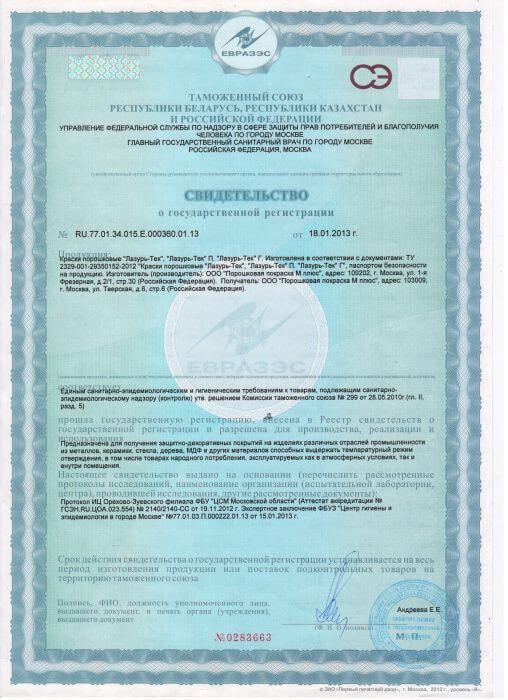 ЕВРАЗЭС
СЭ
ТАМОЖЕННЫЙ СОЮЗ
РЕСПУБЛИКИ БЕЛАРУСЬ, РЕСПУБЛИКИ КАЗАХСТАН
И РОССИЙСКОЙ ФЕДЕРАЦИИ
УПРАВЛЕНИЕ ФЕДЕРАЛЬНОЙ СЛУЖБЫ ПО НАДЗОРУ В СФЕРЕ ЗАЩИТЫ ПРАВ ПОТРЕБИТЕЛЕЙ И БЛАГОПОЛУЧИЯ
ЧЕЛОВЕКА ПО ГОРОДУ МОСКВЕ
ГЛАВНЫЙ ГОСУДАРСТВЕННЫЙ САНИТАРНЫЙ ВРАЧ ПО ГОРОДУ МОСКВЕ
РОССИЙСКАЯ ФЕДЕРАЦИЯ, МОСКВА
(уполномоченный орган Стороны, руководитель уполномоченного органа, наименование административно-территориального образования)
СВИДЕТЕЛЬСТВО
о государственной регистрации
№ RU.77.01.34.015.Е.000360.01.13 от 18.01.2013 г.
Продукция:
Краски порошковые "Лазурь-Тек", "Лазурь-Тек" П, "Лазурь-Тек" Г. Изготовлена в соответствии с документами: ТУ
2329-001-29350152-2012 "Краски порошковые "Лазурь-Тек", "Лазурь-Тек" П, "Лазурь-Тек" Г", паспортом безопасности
на продукцию. Изготовитель (производитель): ООО "Порошковая покраска М плюс", адрес: 109202, г. Москва, ул. 1-я
Фрезерная, д.2/1, стр.30 (Российская Федерация). Получатель: ООО "Порошковая покраска М плюс", адрес: 103009,
г. Москва, ул. Тверская, д.6, стр.6 (Российская Федерация).
ЕВРАЗЭС
соответствует
Единым санитарно-эпидемиологическим и гигиеническим требованиям к товарам, подлежащим санитарно-
эпидемиологическому надзору (контролю) утв. решением Комиссии таможенного союза № 299 от 28.05.2010г.(гл. II,
разд. 5)
прошла государственную регистрацию, внесена в Реестр свидетельств о
государственной регистрации и разрешена для производства, реализации и
использования
Предназначена для получения защитно-декоративных покрытий на изделиях различных отраслей промышленности
из металлов, керамики, стекла, дерева, МДФ и других материалов способных выдержать температурный режим
отверждения, в том числе товарах народного потребления, эксплуатируемых как в атмосферных условиях, так и
внутри помещения.
Настоящее свидетельство выдано на основании (перечислить рассмотренные
протоколы исследований, наименование организации (испытательной лаборатории,
центра), проводившей исследования, другие рассмотренные документы):
Протокол ИЦ Орехово-Зуевского филиала ФБУ "ЦСМ Московской области" (Аттестат аккредитации №
ГСЭН.RU.ЦОА.023.554) № 2140/2140-СС от 19.11.2012 г. Экспертное заключение ФБУЗ "Центр гигиены и
эпидемиологии в городе Москве" №77.01.03.П.000222.01.13 от 15.01.2013 г.
Срок действия свидетельства о государственной регистрации устанавливается на весь
период изготовления продукции или поставок подконтрольных товаров на
территорию таможенного союза
Подпись, ФИО, должность уполномоченного лица,
выдавшего документ, и печать органа (учреждения),
выдавшего документ
Андреева Е.Е.
(Ф. И. О./подпись)
М. П.
№0283663
© ЗАО «Первый печатный двор», г. Москва, 2012 г., уровень «В».